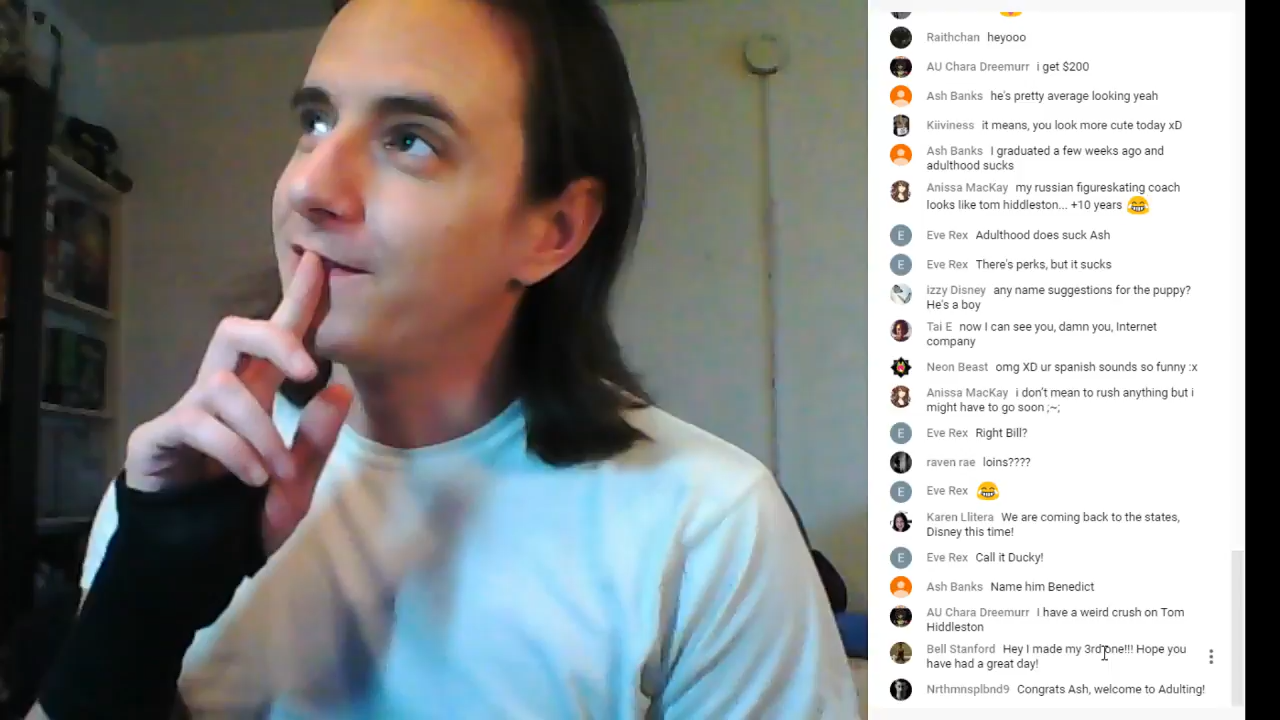 Raithchan heyooo
AU Chara Dreemurr i get $200
Ash Banks he's pretty average looking yeah
Kiiviness it means, you look more cute today xD
Ash Banks I graduated a few weeks ago and
adulthood sucks
Anissa MacKay my russian figureskating coach
looks like tom hiddleston... +10 years 😂
E Eve Rex Adulthood does suck Ash
E Eve Rex There's perks, but it sucks
izzy Disney any name suggestions for the puppy?
He's a boy
Tai E now I can see you, damn you, Internet
company
Neon Beast omg XD ur spanish sounds so funny :x
Anissa MacKay i don't mean to rush anything but i
might have to go soon ;~;
E Eve Rex Right Bill?
raven rae loins????
E Eve Rex 😂
Karen Llitera We are coming back to the states,
Disney this time!
E Eve Rex Call it Ducky!
Ash Banks Name him Benedict
AU Chara Dreemurr I have a weird crush on Tom
Hiddleston
Bell Stanford Hey I made my 3rd one!!! Hope you
have had a great day!
Nrthmnsplbnd9 Congrats Ash, welcome to Adulting!